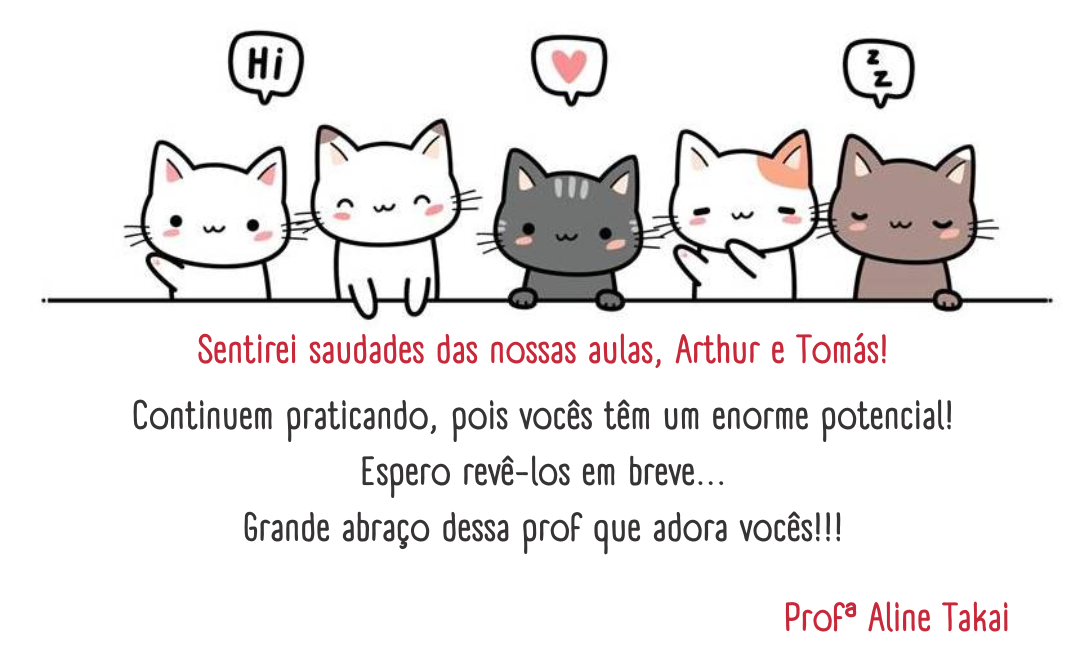 Hi
z
z
Sentirei saudades das nossas aulas, Arthur e Tomás!
Continuem praticando, pois vocês têm um enorme potencial!
Espero revê-los em breve...
Grande abraço dessa prof que adora vocês!!!
Profª Aline Takai